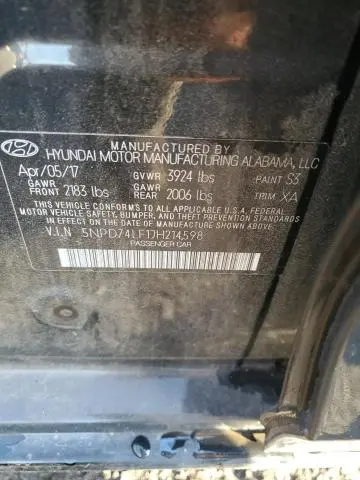 MANUFACTURED BY
HYUNDAI MOTOR MANUFACTURING ALABAMA, LLC
Apr/05/17 GVWR 3924 lbs PAINT S3
GAWR FRONT 2183 lbs GAWR REAR 2006 lbs TRIM XA
THIS VEHICLE CONFORMS TO ALL APPLICABLE U.S.A. FEDERAL
MOTOR VEHICLE SAFETY, BUMPER, AND THEFT PREVENTION STANDARDS
IN EFFECT ON THE DATE OF MANUFACTURE SHOWN ABOVE.
V.I.N 5NPD74LF1JH214598
PASSENGER CAR